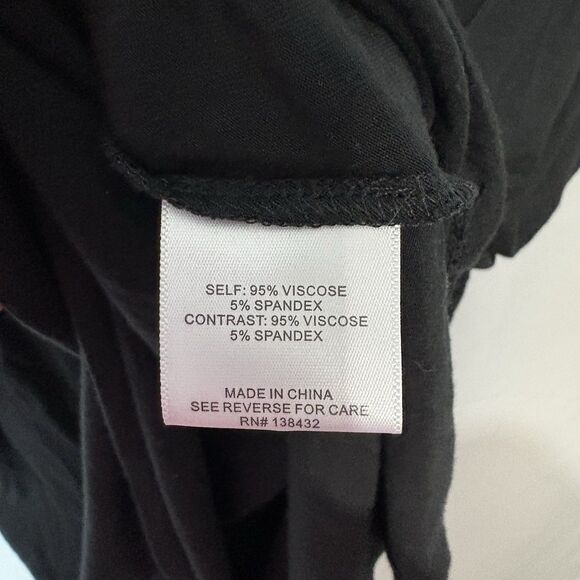 SELF: 95% VISCOSE
5% SPANDEX
CONTRAST: 95% VISCOSE
5% SPANDEX
MADE IN CHINA
SEE REVERSE FOR CARE
RN# 138432